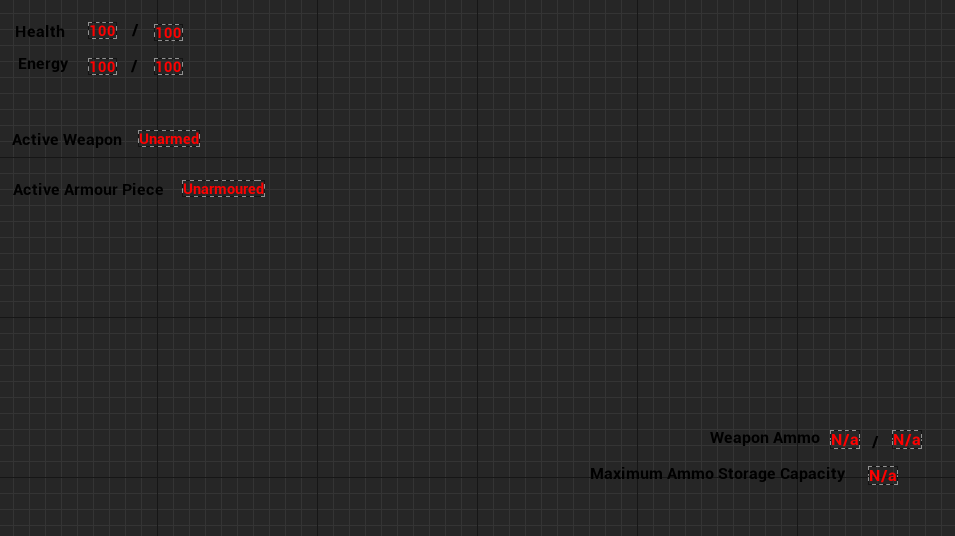 Health 100 / 100
Energy 100 / 100
Active Weapon Unarmed
Active Armour Piece Unarmoured
Weapon Ammo N/a / N/a
Maximum Ammo Storage Capacity N/a